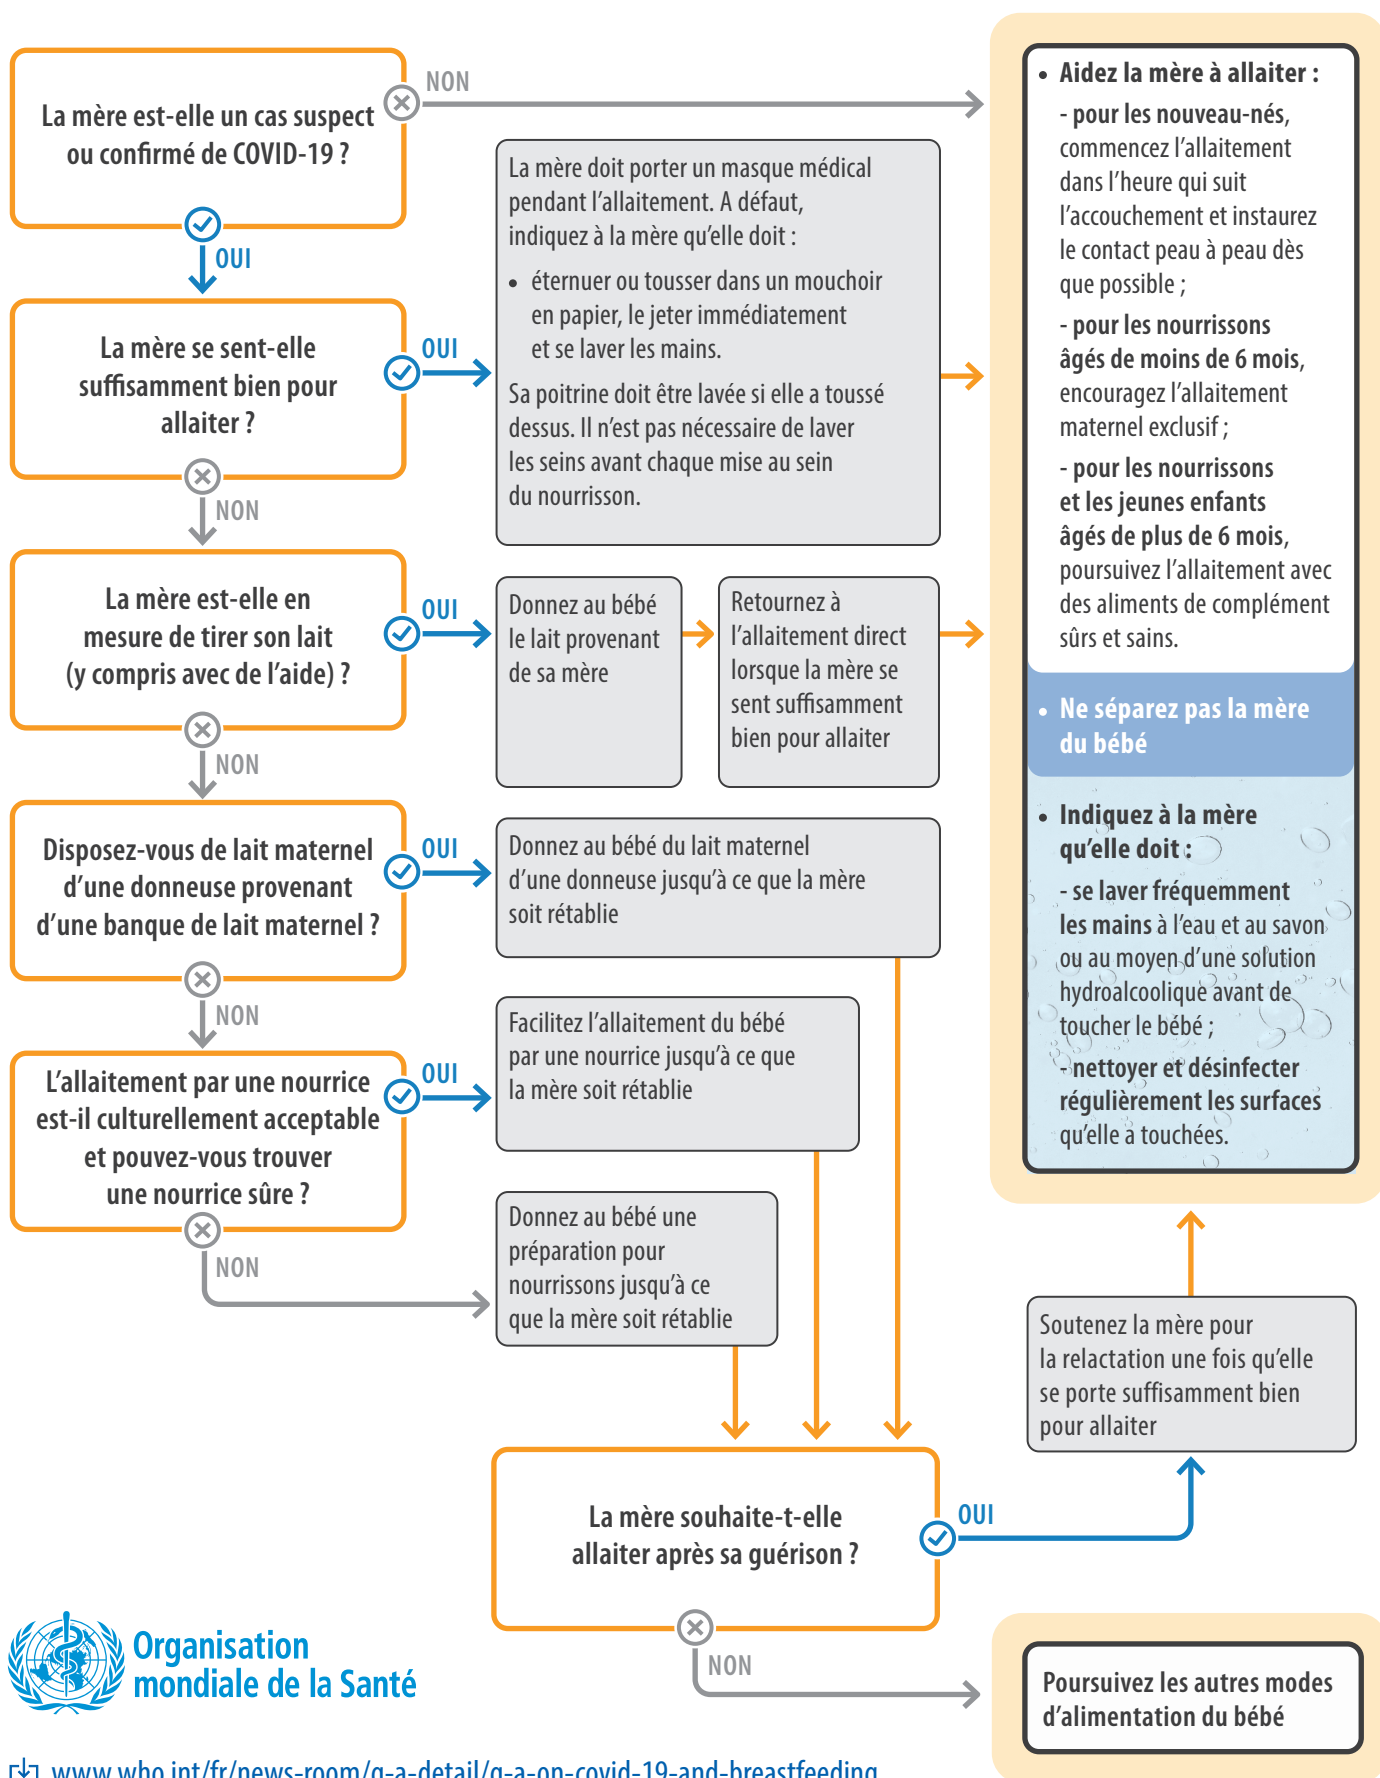 La mère est-elle un cas suspect
ou confirmé de COVID-19 ?
NON
OUI
La mère se sent-elle
suffisamment bien pour
allaiter ?
OUI
La mère doit porter un masque médical
pendant l’allaitement. A défaut,
indiquez à la mère qu’elle doit :
• éternuer ou tousser dans un mouchoir
en papier, le jeter immédiatement
et se laver les mains.
Sa poitrine doit être lavée si elle a toussé
dessus. Il n’est pas nécessaire de laver
les seins avant chaque mise au sein
du nourrisson.
NON
La mère est-elle en
mesure de tirer son lait
(y compris avec de l’aide) ?
OUI
Donnez au bébé
le lait provenant
de sa mère
Retournez à
l’allaitement direct
lorsque la mère se
sent suffisamment
bien pour allaiter
NON
Disposez-vous de lait maternel
d’une donneuse provenant
d’une banque de lait maternel ?
OUI
Donnez au bébé du lait maternel
d’une donneuse jusqu’à ce que la mère
soit rétablie
NON
L’allaitement par une nourrice
est-il culturellement acceptable
et pouvez-vous trouver
une nourrice sûre ?
OUI
Facilitez l’allaitement du bébé
par une nourrice jusqu’à ce que
la mère soit rétablie
NON
Donnez au bébé une
préparation pour
nourrissons jusqu’à ce
que la mère soit rétablie
La mère souhaite-t-elle
allaiter après sa guérison ?
OUI
Soutenez la mère pour
la relactation une fois qu’elle
se porte suffisamment bien
pour allaiter
NON
Poursuivez les autres modes
d’alimentation du bébé
• Aidez la mère à allaiter :
- pour les nouveau-nés,
commencez l’allaitement
dans l’heure qui suit
l’accouchement et instaurez
le contact peau à peau dès
que possible ;
- pour les nourrissons
âgés de moins de 6 mois,
encouragez l’allaitement
maternel exclusif ;
- pour les nourrissons
et les jeunes enfants
âgés de plus de 6 mois,
poursuivez l’allaitement avec
des aliments de complément
sûrs et sains.
• Ne séparez pas la mère
du bébé
• Indiquez à la mère
qu’elle doit :
- se laver fréquemment
les mains à l’eau et au savon
ou au moyen d’une solution
hydroalcoolique avant de
toucher le bébé ;
- nettoyer et désinfecter
régulièrement les surfaces
qu’elle a touchées.
Organisation
mondiale de la Santé
www.who.int/fr/news-room/q-a-detail/q-a-on-covid-19-and-breastfeeding